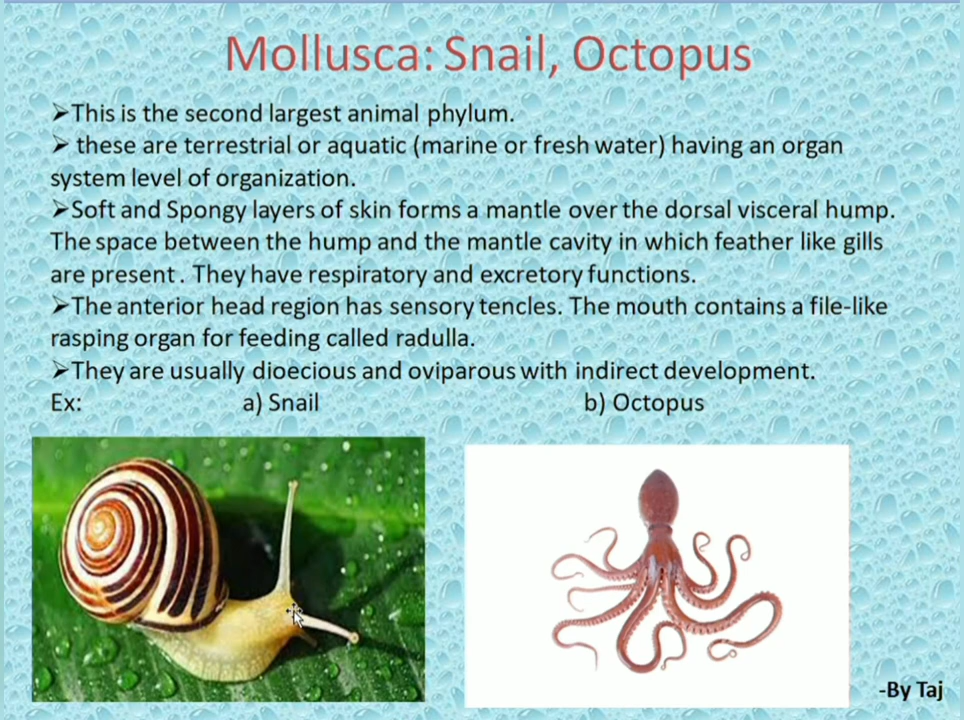 Mollusca: Snail, Octopus
➢This is the second largest animal phylum.
➢ these are terrestrial or aquatic (marine or fresh water) having an organ
system level of organization.
➢Soft and Spongy layers of skin forms a mantle over the dorsal visceral hump.
The space between the hump and the mantle cavity in which feather like gills
are present. They have respiratory and excretory functions.
➢The anterior head region has sensory tencles. The mouth contains a file-like
rasping organ for feeding called radulla.
➢They are usually dioecious and oviparous with indirect development.
Ex: a) Snail b) Octopus
-By Taj